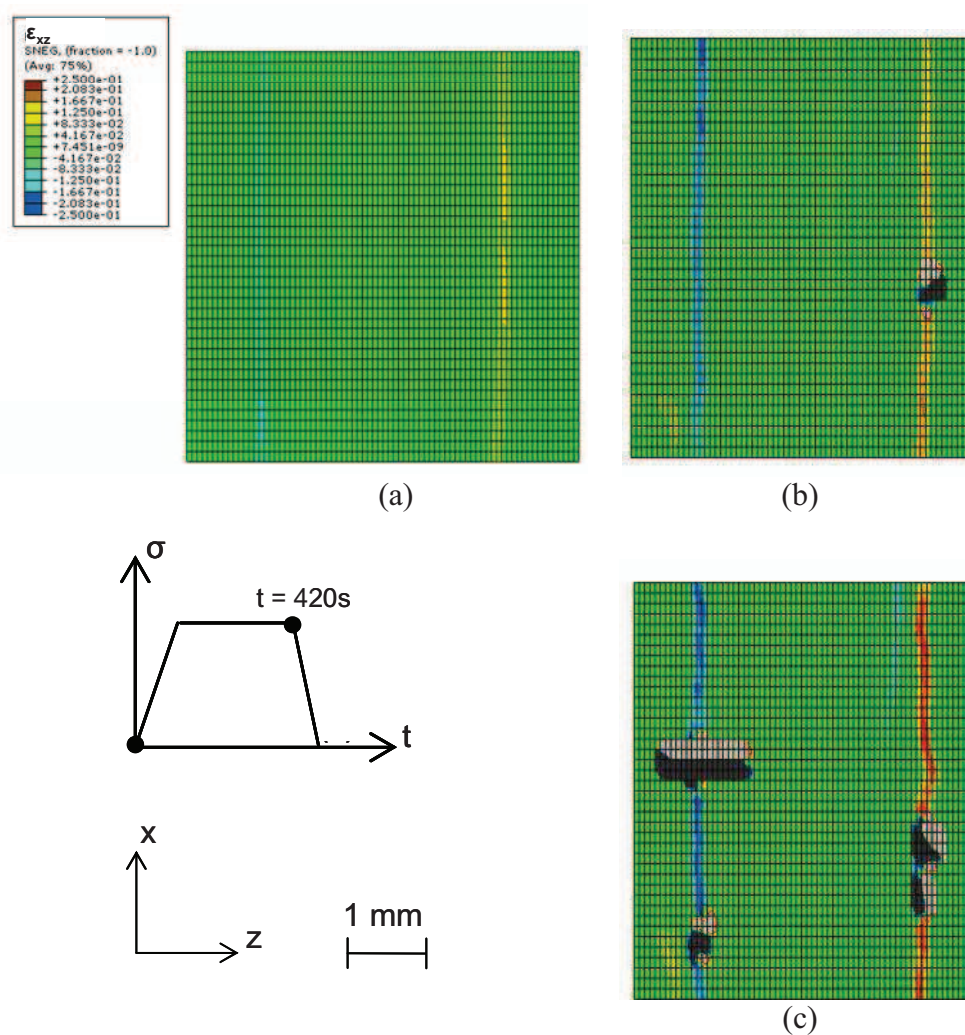 εxz
SNEG, (fraction = -1.0)
(Avg: 75%)
+2.500e-01
+2.083e-01
+1.667e-01
+1.250e-01
+8.333e-02
+4.167e-02
+7.451e-09
-4.167e-02
-8.333e-02
-1.250e-01
-1.667e-01
-2.083e-01
-2.500e-01
(a)
(b)
σ
t = 420s
t
x
z
1 mm
(c)